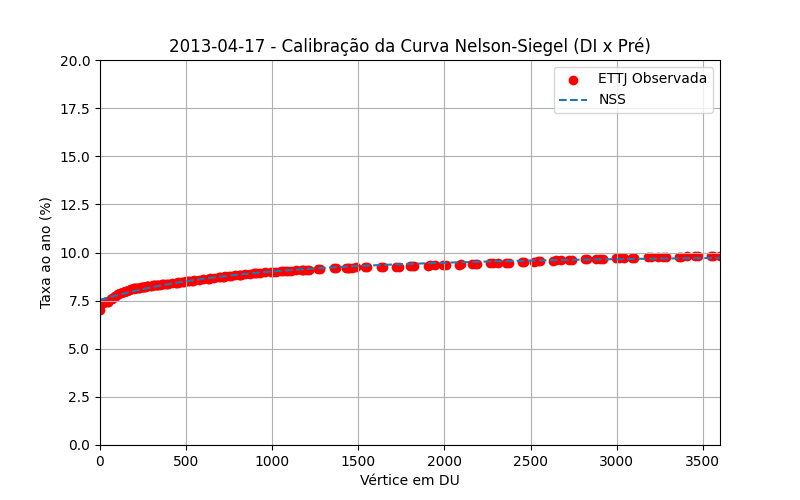 2013-04-17 - Calibração da Curva Nelson-Siegel (DI x Pré)
ETTJ Observada
NSS
Taxa ao ano (%)
20.0
17.5
15.0
12.5
10.0
7.5
5.0
2.5
0.0
0 500 1000 1500 2000 2500 3000 3500
Vértice em DU